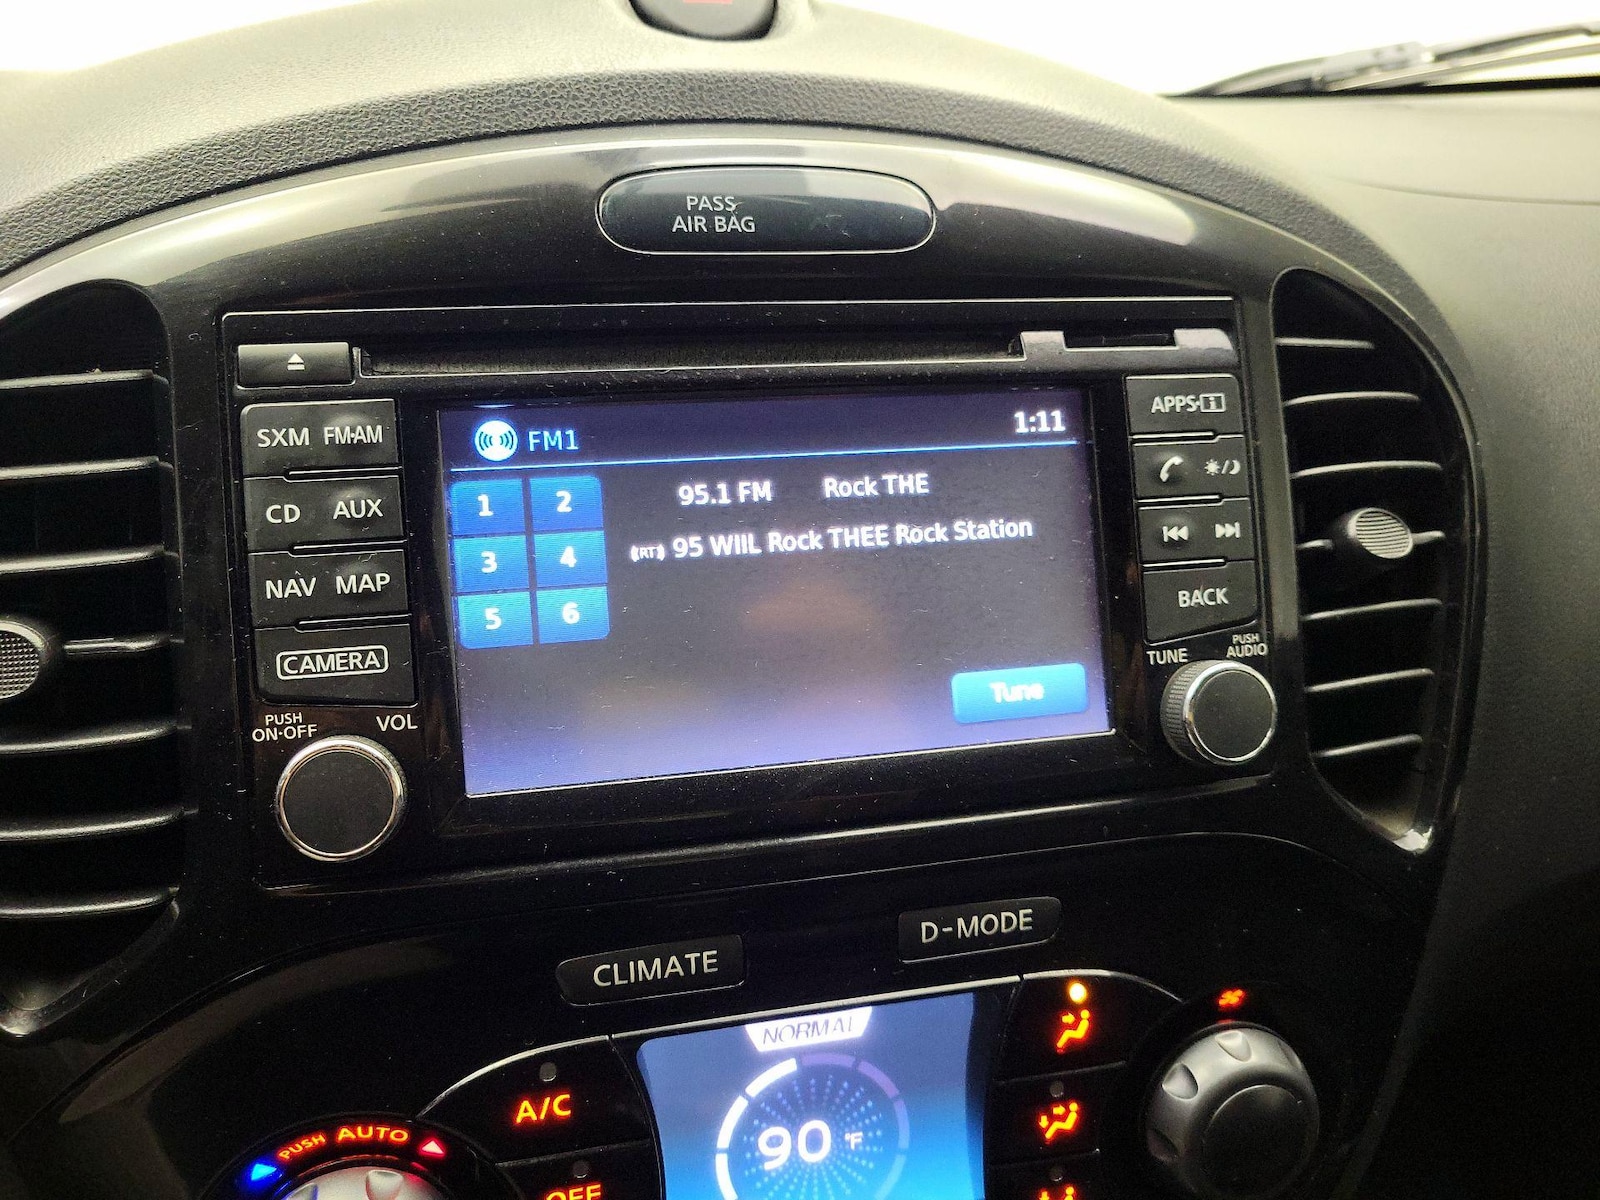 PASS
AIR BAG
SXM FM·AM
CD AUX
NAV MAP
CAMERA
PUSH
ON·OFF
VOL
FM1
1:11
1 2
3 4
5 6
95.1 FM Rock THE
(RT) 95 WIIL Rock THEE Rock Station
Tune
APPS·i
BACK
TUNE
PUSH
AUDIO
CLIMATE
D-MODE
NORMAL
90 °F
A/C
PUSH AUTO
OFF